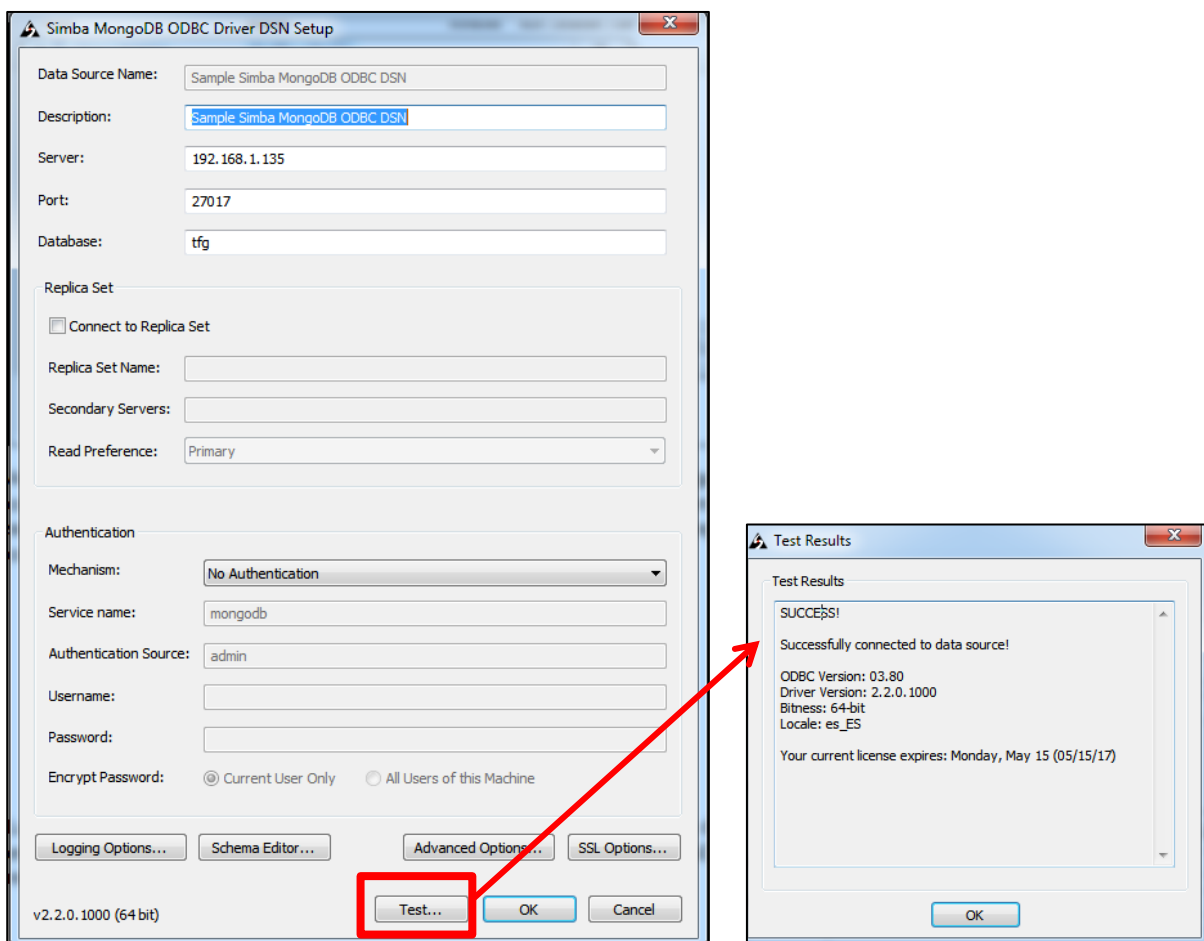 Simba MongoDB ODBC Driver DSN Setup
Data Source Name: Sample Simba MongoDB ODBC DSN
Description: Sample Simba MongoDB ODBC DSN
Server: 192.168.1.135
Port: 27017
Database: tfg
Replica Set
Connect to Replica Set
Replica Set Name:
Secondary Servers:
Read Preference: Primary
Authentication
Mechanism: No Authentication
Service name: mongodb
Authentication Source: admin
Username:
Password:
Encrypt Password: Current User Only All Users of this Machine
Logging Options... Schema Editor... Advanced Options... SSL Options...
v2.2.0.1000 (64 bit) Test... OK Cancel
Test Results
Test Results
SUCCESS!
Successfully connected to data source!
ODBC Version: 03.80
Driver Version: 2.2.0.1000
Bitness: 64-bit
Locale: es_ES
Your current license expires: Monday, May 15 (05/15/17)
OK